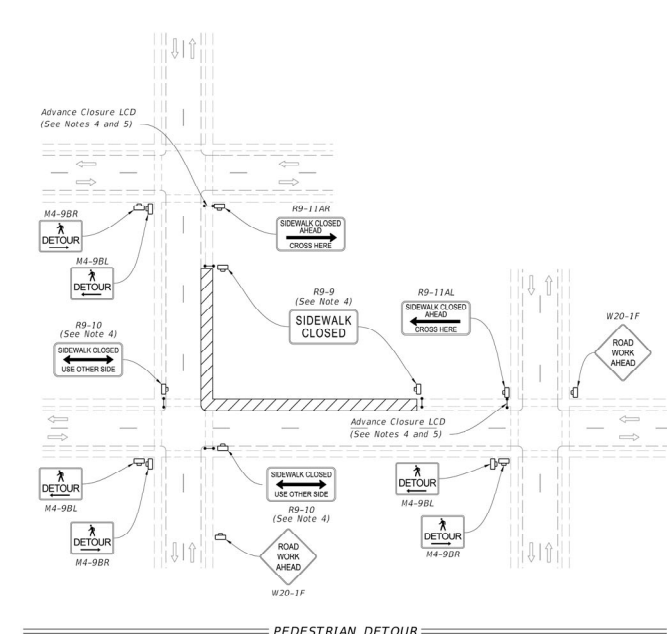 Advance Closure LCD
(See Notes 4 and 5)
M4-9BR
DETOUR
M4-9BL
DETOUR
R9-11AR
SIDEWALK CLOSED
AHEAD
CROSS HERE
R9-9
(See Note 4)
SIDEWALK
CLOSED
R9-11AL
SIDEWALK CLOSED
AHEAD
CROSS HERE
W20-1F
ROAD
WORK
AHEAD
R9-10
(See Note 4)
SIDEWALK CLOSED
USE OTHER SIDE
Advance Closure LCD
(See Notes 4 and 5)
DETOUR
M4-9BL
DETOUR
M4-9BR
SIDEWALK CLOSED
USE OTHER SIDE
R9-10
(See Note 4)
ROAD
WORK
AHEAD
W20-1F
DETOUR
M4-9BL
DETOUR
M4-9BR
PEDESTRIAN DETOUR